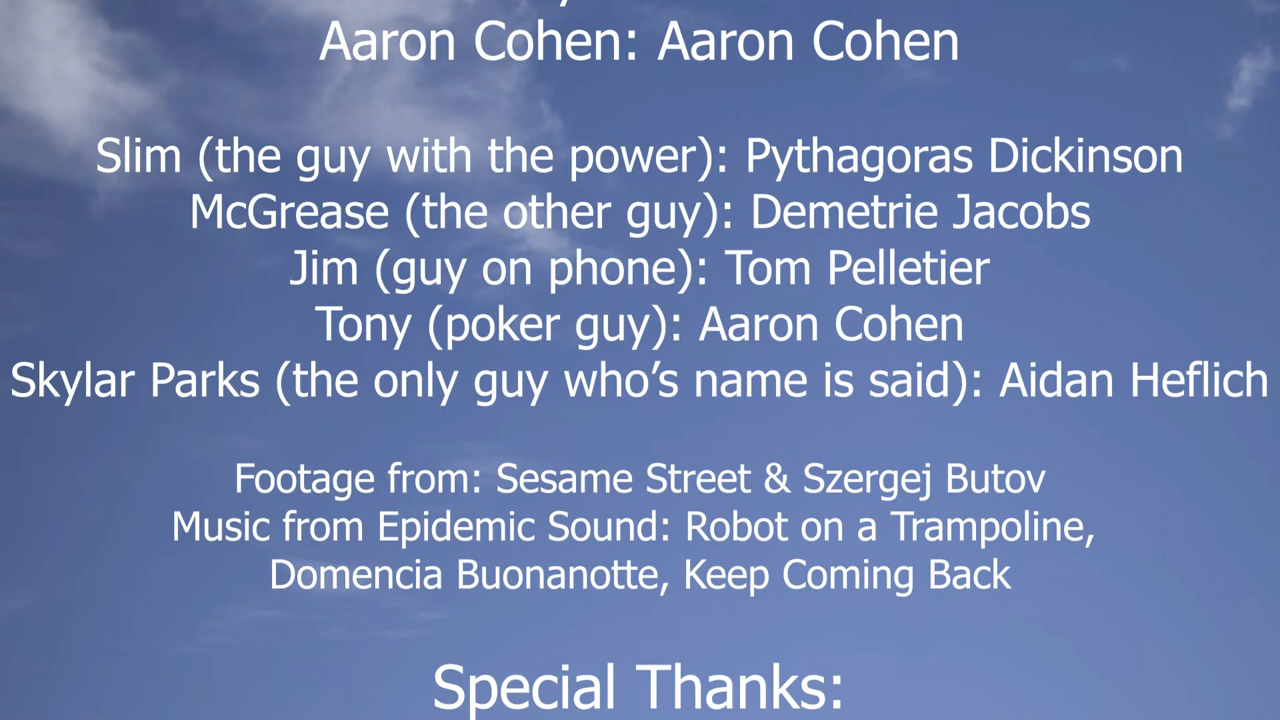 Aaron Cohen: Aaron Cohen
Slim (the guy with the power): Pythagoras Dickinson
McGrease (the other guy): Demetrie Jacobs
Jim (guy on phone): Tom Pelletier
Tony (poker guy): Aaron Cohen
Skylar Parks (the only guy who’s name is said): Aidan Heflich
Footage from: Sesame Street & Szergej Butov
Music from Epidemic Sound: Robot on a Trampoline,
Domencia Buonanotte, Keep Coming Back
Special Thanks: